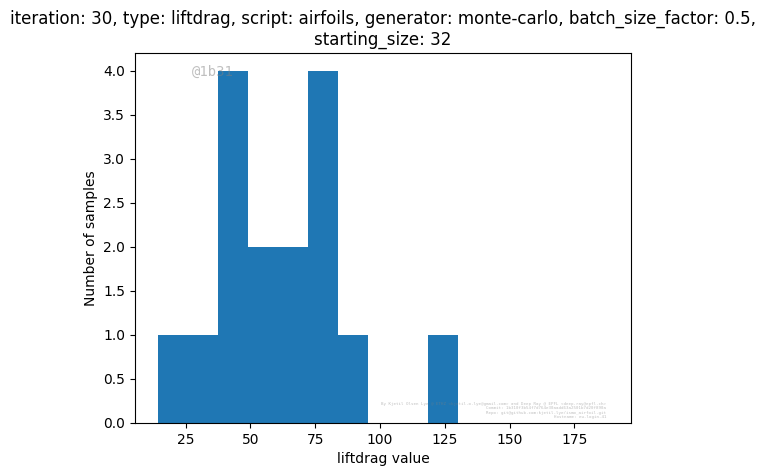 iteration: 30, type: liftdrag, script: airfoils, generator: monte-carlo, batch_size_factor: 0.5,
starting_size: 32
@1b31
4.0
3.5
3.0
2.5
2.0
1.5
1.0
0.5
0.0
Number of samples
25 50 75 100 125 150 175
liftdrag value